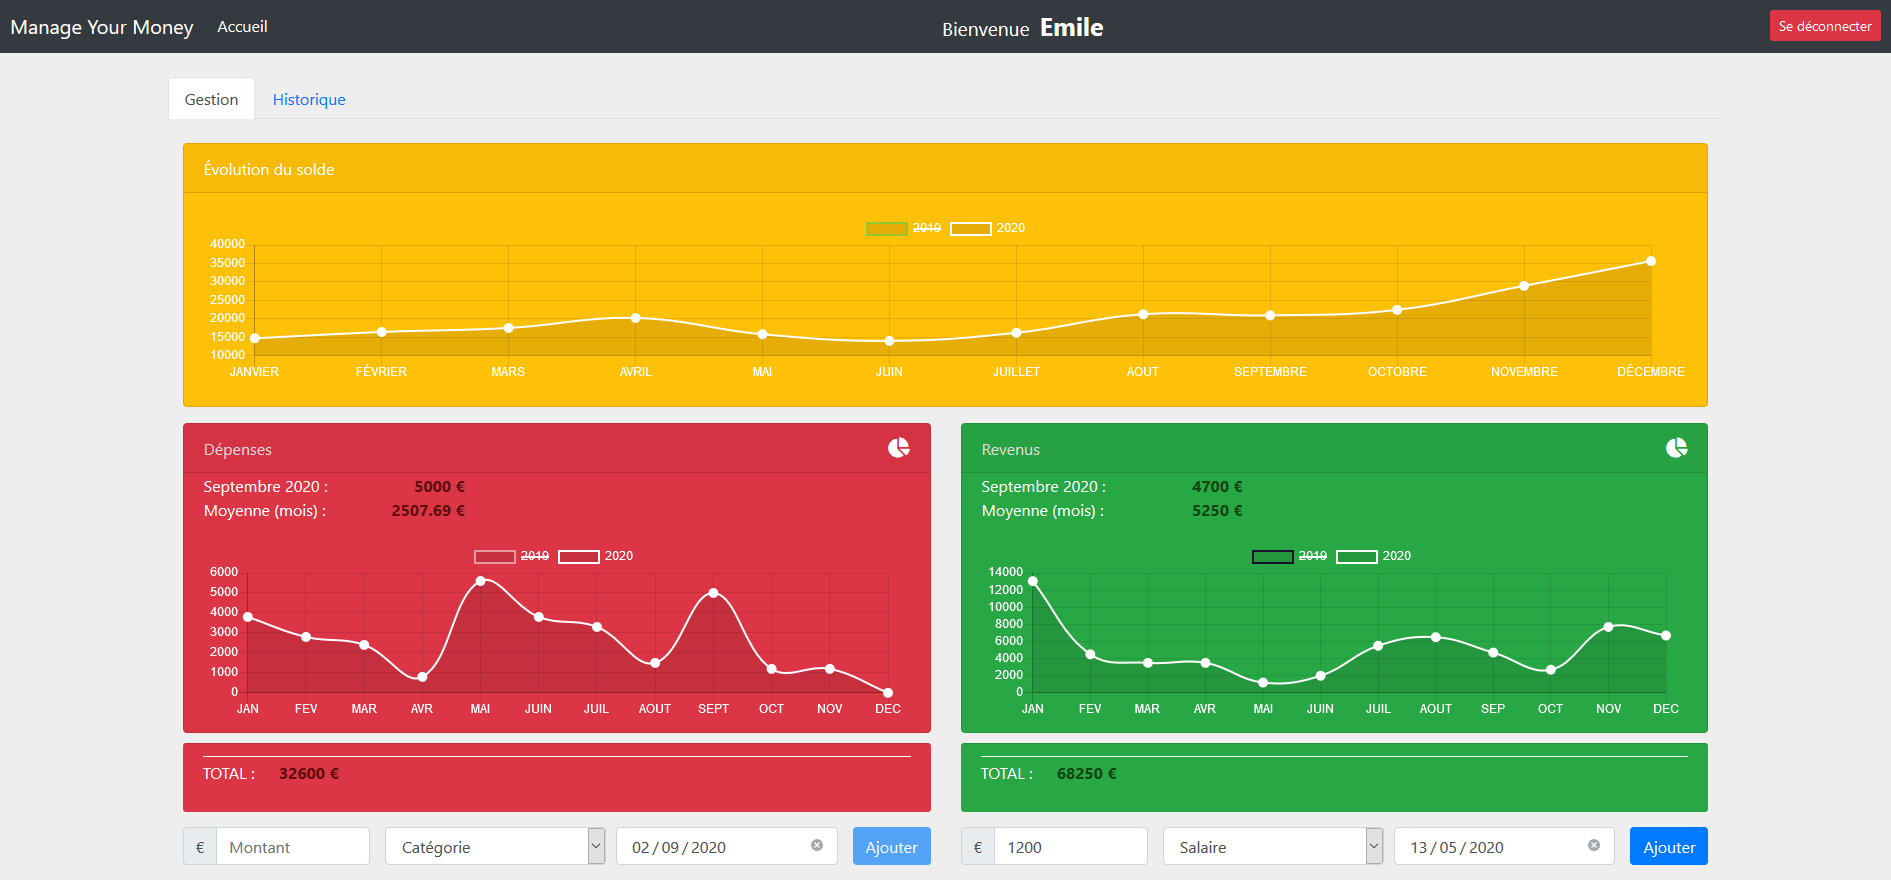 Manage Your Money Accueil Bienvenue Emile Se déconnecter
Gestion Historique
Évolution du solde
2019 2020
40000
35000
30000
25000
20000
15000
10000
JANVIER FÉVRIER MARS AVRIL MAI JUIN JUILLET AOUT SEPTEMBRE OCTOBRE NOVEMBRE DÉCEMBRE
Dépenses
Septembre 2020 : 5000 €
Moyenne (mois) : 2507.69 €
2019 2020
6000
5000
4000
3000
2000
1000
0
JAN FEV MAR AVR MAI JUIN JUIL AOUT SEPT OCT NOV DEC
TOTAL : 32600 €
€ Montant Catégorie 02 / 09 / 2020 Ajouter
Revenus
Septembre 2020 : 4700 €
Moyenne (mois) : 5250 €
2019 2020
14000
12000
10000
8000
6000
4000
2000
0
JAN FEV MAR AVR MAI JUIN JUIL AOUT SEP OCT NOV DEC
TOTAL : 68250 €
€ 1200 Salaire 13 / 05 / 2020 Ajouter